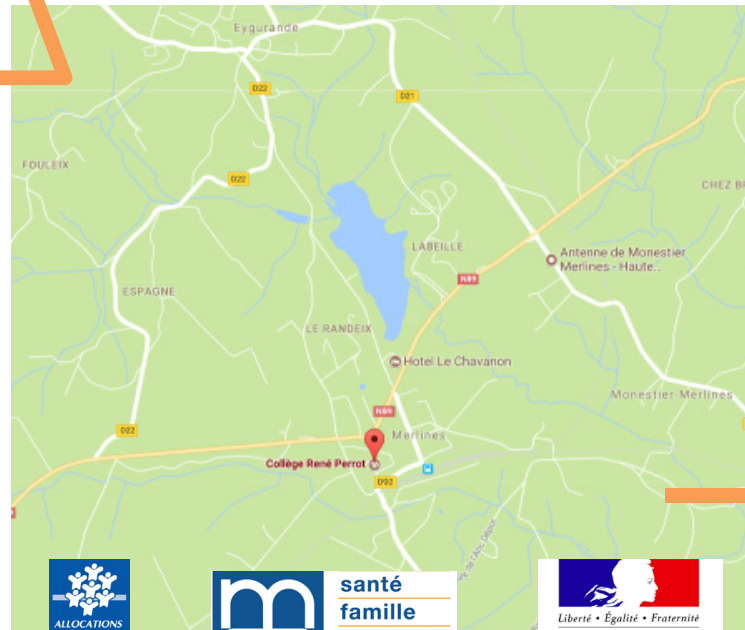 Eygurande
D22
D21
FOULEIX
D22
CHEZ B
LABEILLE
Antenne de Monestier
Merlines - Haute..
N89
ESPAGNE
LE RANDEIX
Hotel Le Chavanon
Monestier-Merlines
N89
D22
Merlines
Collège René Perrot
D92
ALLOCATIONS
m
santé
famille
Liberté • Égalité • Fraternité